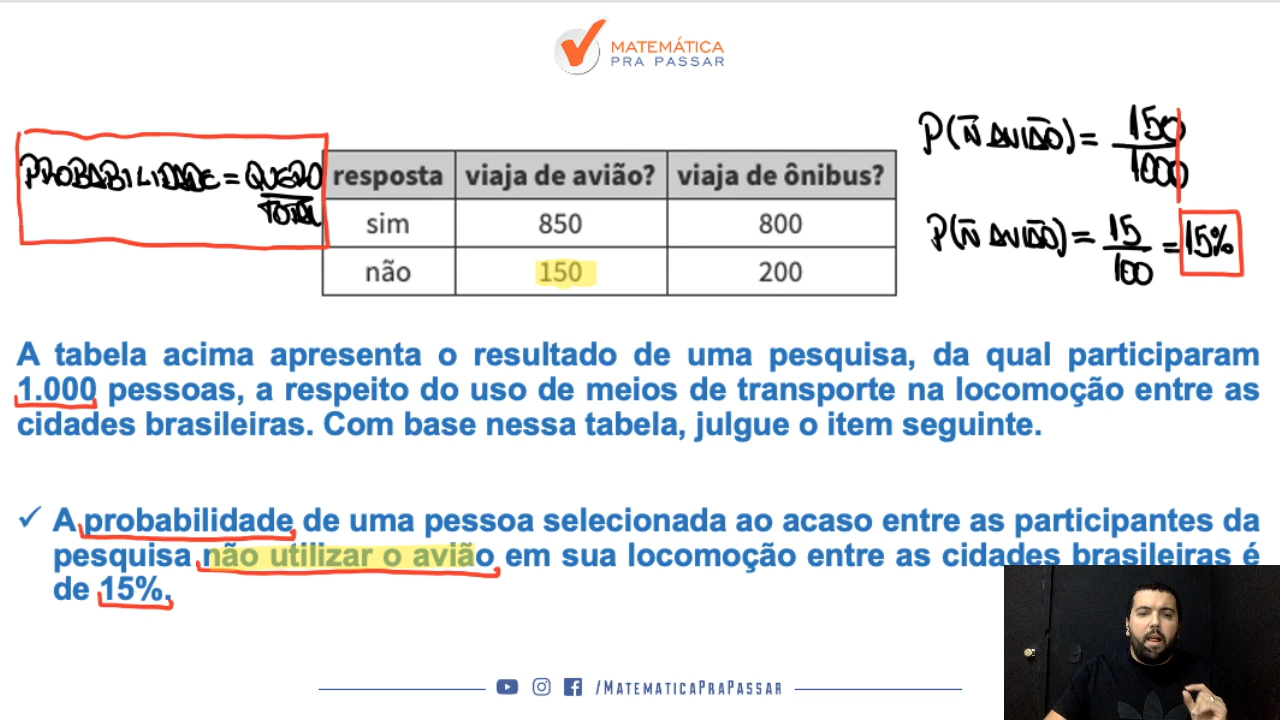 MATEMÁTICA
PRA PASSAR
PROBABILIDADE = QUERO
TOTAL
resposta viaja de avião? viaja de ônibus?
sim 850 800
não 150 200
P(Ñ AVIÃO) = 150
1000
P(Ñ AVIÃO) = 15 = 15%
100
A tabela acima apresenta o resultado de uma pesquisa, da qual participaram
1.000 pessoas, a respeito do uso de meios de transporte na locomoção entre as
cidades brasileiras. Com base nessa tabela, julgue o item seguinte.
✓ A probabilidade de uma pessoa selecionada ao acaso entre as participantes da
pesquisa não utilizar o avião em sua locomoção entre as cidades brasileiras é
de 15%.
/MATEMATICAPRAPASSAR